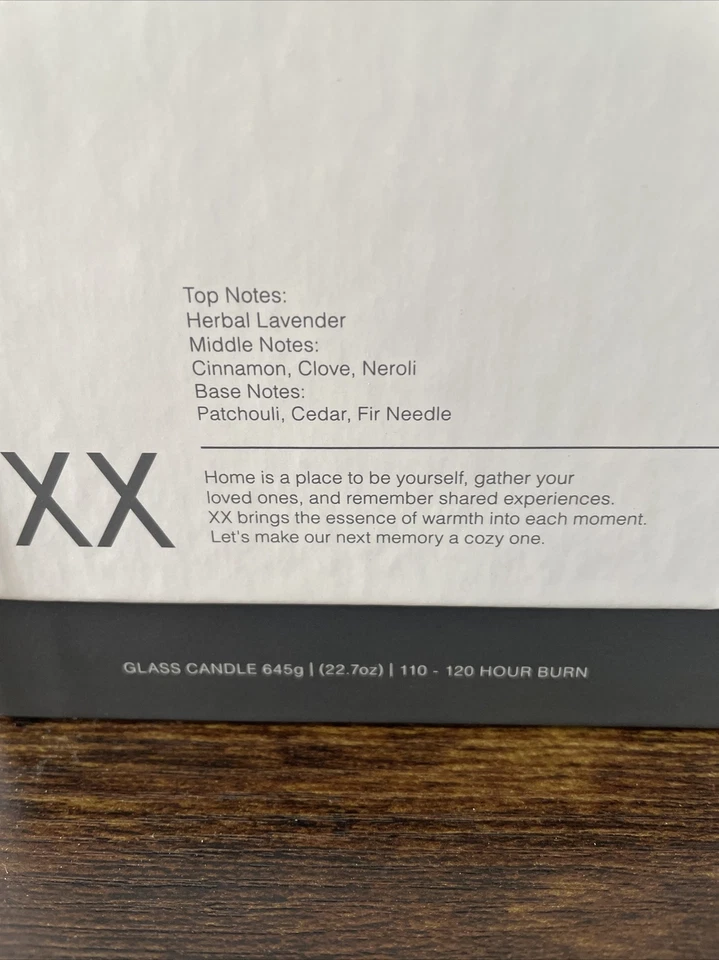 Top Notes:
Herbal Lavender
Middle Notes:
Cinnamon, Clove, Neroli
Base Notes:
Patchouli, Cedar, Fir Needle
XX
Home is a place to be yourself, gather your
loved ones, and remember shared experiences.
XX brings the essence of warmth into each moment.
Let's make our next memory a cozy one.
GLASS CANDLE 645g | (22.7oz) | 110 - 120 HOUR BURN